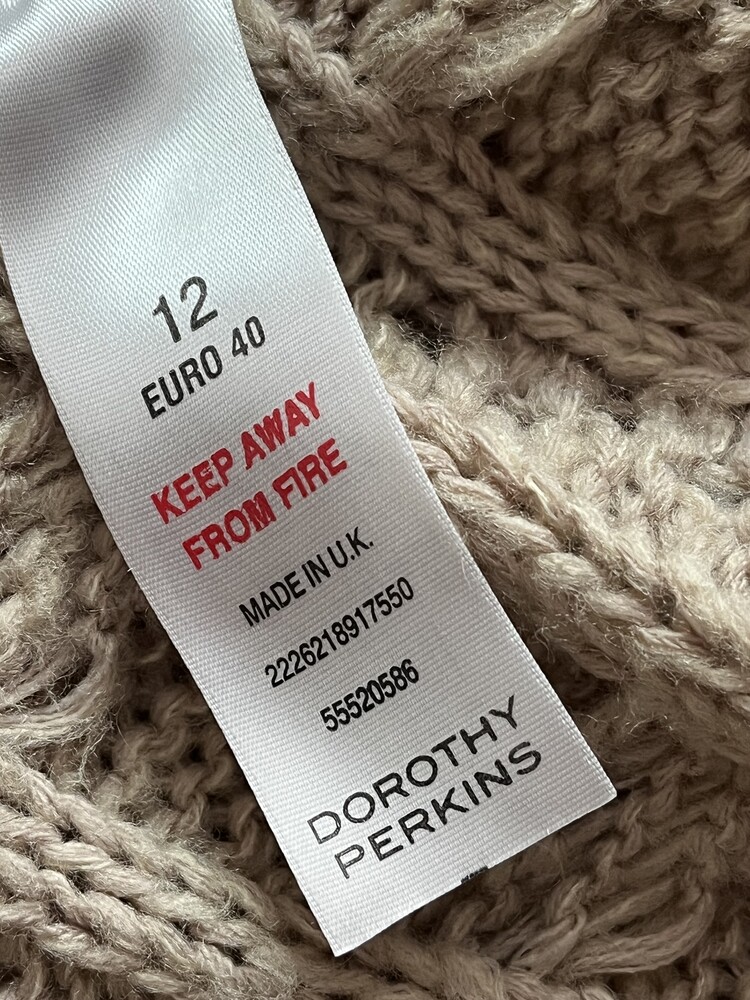 12
EURO 40
KEEP AWAY
FROM FIRE
MADE IN U.K.
2226218917550
55520586
DOROTHY
PERKINS